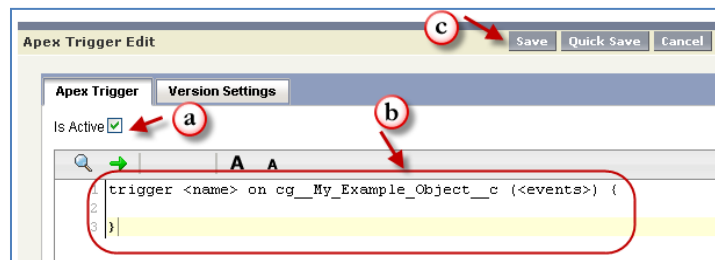 c
Apex Trigger Edit Save Quick Save Cancel
Apex Trigger Version Settings
Is Active a b
A A
1 trigger <name> on cg__My_Example_Object__c (<events>) {
2
3 }